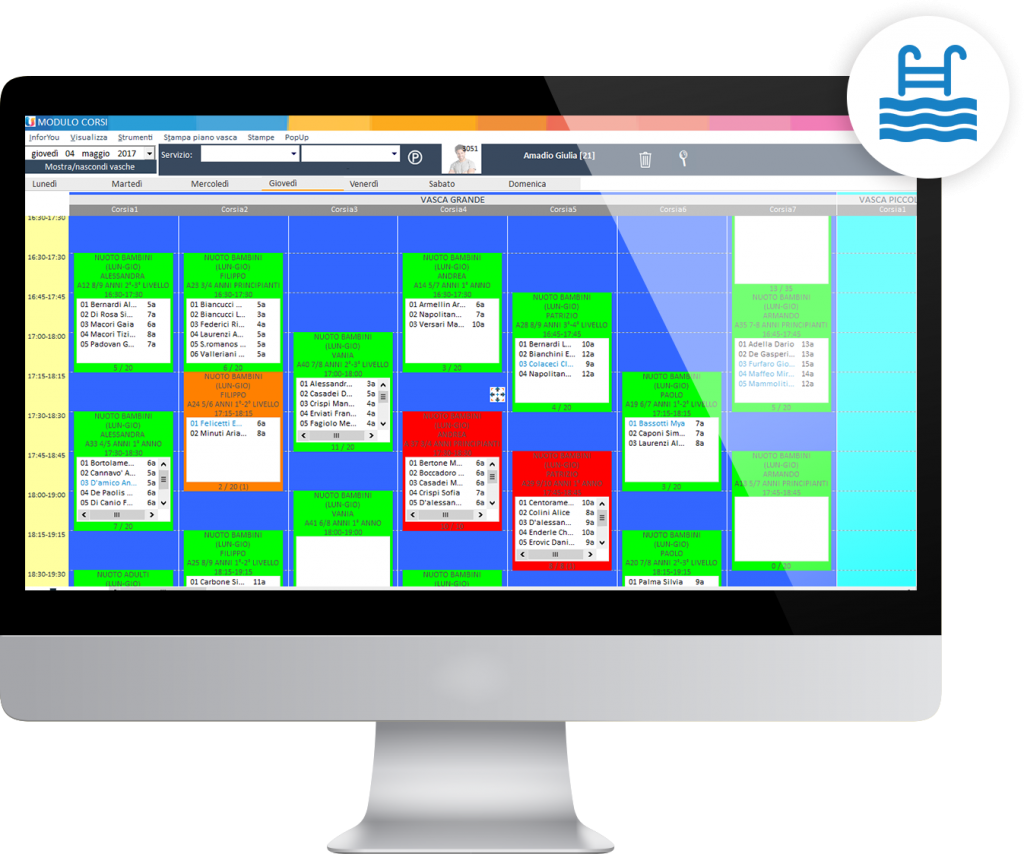 MODULO CORSI
InforYou Visualizza Strumenti Stampa piano vasca Stampe PopUp
giovedì 04 maggio 2017 Servizio: P 3051 Amadio Giulia [21]
Mostra/nascondi vasche
Lunedì Martedì Mercoledì Giovedì Venerdì Sabato Domenica
VASCA GRANDE VASCA PICCOL
Corsia1 Corsia2 Corsia3 Corsia4 Corsia5 Corsia6 Corsia7 Corsia1
16:30-17:30
16:30-17:30
16:45-17:45
17:00-18:00
17:15-18:15
17:30-18:30
17:45-18:45
18:00-19:00
18:15-19:15
18:30-19:30
NUOTO BAMBINI
(LUN-GIO)
ALESSANDRA
A12 8/9 ANNI 2°-3° LIVELLO
16:30-17:30
01 Bernardi Al... 5a
02 Di Rosa Si... 7a
03 Macori Gaia 6a
04 Macori Tizi... 8a
05 Padovan G... 7a
5 / 20
NUOTO BAMBINI
(LUN-GIO)
ALESSANDRA
A33 4/5 ANNI 1° ANNO
17:30-18:30
01 Bortolame... 6a
02 Cannavo' A... 5a
03 D'amico An... 5a
04 De Paolis ... 6a
05 Di Canio F... 6a
7 / 20
NUOTO ADULTI
(LUN-GIO)
NUOTO BAMBINI
(LUN-GIO)
FILIPPO
A23 3/4 ANNI PRINCIPIANTI
16:30-17:30
01 Biancucci ... 5a
02 Biancucci L... 3a
03 Federici Ri... 4a
04 Laurenzi A... 4a
05 S.romanos ... 5a
06 Valleriani ... 5a
6 / 20
NUOTO BAMBINI
(LUN-GIO)
FILIPPO
A24 5/6 ANNI 1°-2° LIVELLO
17:15-18:15
01 Felicetti E... 6a
02 Minuti Aria... 8a
2 / 20 (1)
NUOTO BAMBINI
(LUN-GIO)
FILIPPO
A25 8/9 ANNI 1°-2° LIVELLO
18:15-19:15
01 Carbone Si... 11a
NUOTO BAMBINI
(LUN-GIO)
VANIA
A40 7/8 ANNI 2°-3° LIVELLO
17:00-18:00
01 Alessandr... 3a
02 Casadei D... 5a
03 Crispi Man... 4a
04 Erviati Fran... 4a
05 Fagiolo Me... 4a
11 / 20
NUOTO BAMBINI
(LUN-GIO)
VANIA
A41 6/8 ANNI 1° ANNO
18:00-19:00
NUOTO BAMBINI
(LUN-GIO)
ANDREA
A14 5/7 ANNI 1° ANNO
16:30-17:30
01 Armellin Ar... 6a
02 Napolitan... 7a
03 Versari Ma... 10a
3 / 20
NUOTO BAMBINI
(LUN-GIO)
ANDREA
01 Bertone M... 6a
02 Boccadoro ... 6a
03 Casadei M... 6a
04 Crispi Sofia 7a
05 D'alessan... 6a
NUOTO BAMBINI
(LUN-GIO)
NUOTO BAMBINI
(LUN-GIO)
PATRIZIO
A28 8/9 ANNI 3°-4° LIVELLO
16:45-17:45
01 Bernardi L... 10a
02 Bianchini E... 12a
03 Colaceci Cl... 9a
04 Napolitan... 12a
4 / 20
01 Centorame... 10a
02 Colini Alice 8a
03 D'alessan... 9a
04 Enderle Ch... 10a
05 Erovic Dani... 9a
NUOTO BAMBINI
(LUN-GIO)
PAOLO
A19 6/7 ANNI 1°-2° LIVELLO
17:15-18:15
01 Bassotti Mya 7a
02 Caponi Sim... 7a
03 Laurenzi Al... 8a
3 / 20
NUOTO BAMBINI
(LUN-GIO)
PAOLO
A20 7/8 ANNI 2°-3° LIVELLO
18:15-19:15
01 Palma Silvia 9a
13 / 35
NUOTO BAMBINI
(LUN-GIO)
ARMANDO
A35 7-8 ANNI PRINCIPIANTI
16:45-17:45
01 Adella Dario 13a
02 De Gasperi... 13a
03 Furfaro Gio... 15a
04 Maffeo Mir... 14a
05 Mammoliti... 12a
5 / 20
NUOTO BAMBINI
(LUN-GIO)
ARMANDO
A13 5/7 ANNI PRINCIPIANTI
17:45-18:45
0 / 20